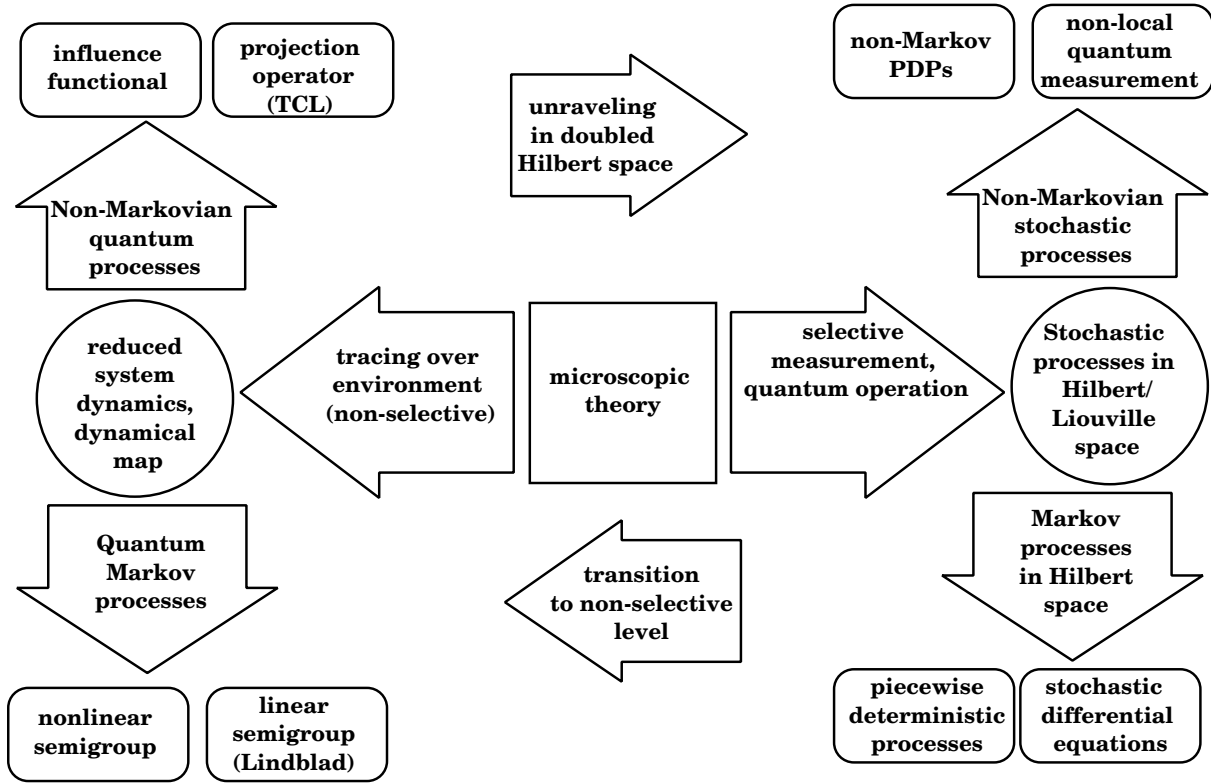 influence
functional
projection
operator
(TCL)
unraveling
in doubled
Hilbert space
non-Markov
PDPs
non-local
quantum
measurement
Non-Markovian
quantum
processes
Non-Markovian
stochastic
processes
reduced
system
dynamics,
dynamical
map
tracing over
environment
(non-selective)
microscopic
theory
selective
measurement,
quantum operation
Stochastic
processes in
Hilbert/
Liouville
space
Quantum
Markov
processes
transition
to non-selective
level
Markov
processes
in Hilbert
space
nonlinear
semigroup
linear
semigroup
(Lindblad)
piecewise
deterministic
processes
stochastic
differential
equations